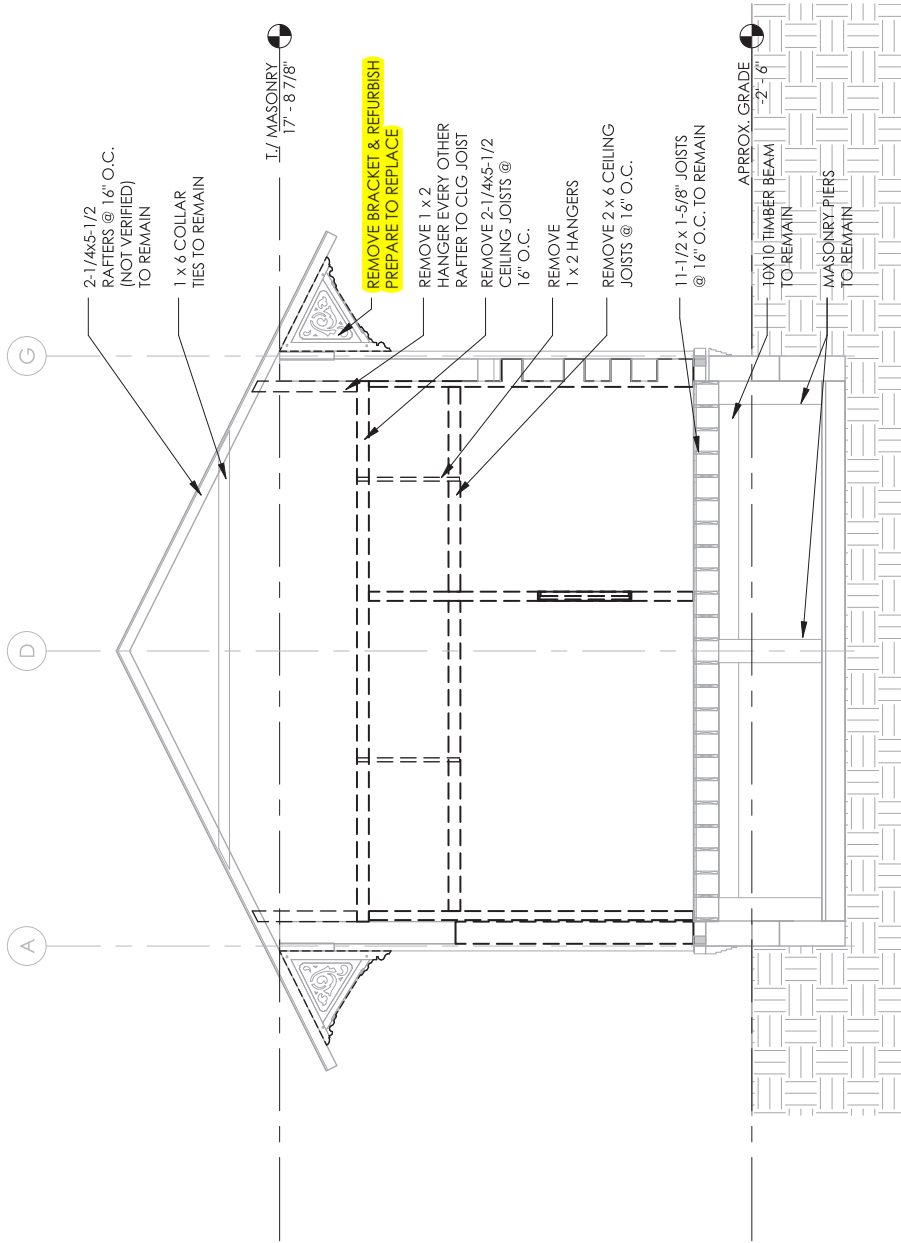 A
D
G
2-1/4x5-1/2
RAFTERS @ 16" O.C.
(NOT VERIFIED)
TO REMAIN
1 x 6 COLLAR
TIES TO REMAIN
T./ MASONRY
17' - 8 7/8"
REMOVE BRACKET & REFURBISH
PREPARE TO REPLACE
REMOVE 1 x 2
HANGER EVERY OTHER
RAFTER TO CLG JOIST
REMOVE 2-1/4x5-1/2
CEILING JOISTS @
16" O.C.
REMOVE
1 x 2 HANGERS
REMOVE 2 x 6 CEILING
JOISTS @ 16" O.C.
11-1/2 x 1-5/8" JOISTS
@ 16" O.C. TO REMAIN
APRROX. GRADE
-2' - 6"
10X10 TIMBER BEAM
TO REMAIN
MASONRY PIERS
TO REMAIN